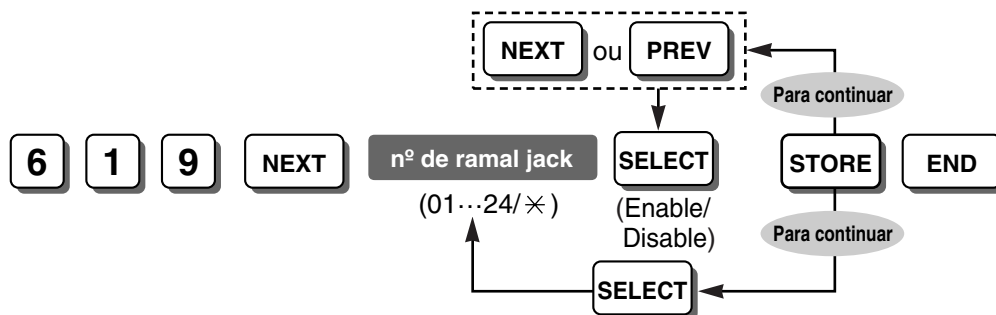 NEXT ou PREV
Para continuar
6 1 9 NEXT nº de ramal jack SELECT STORE END
(01···24/✳) (Enable/
Disable)
Para continuar
SELECT